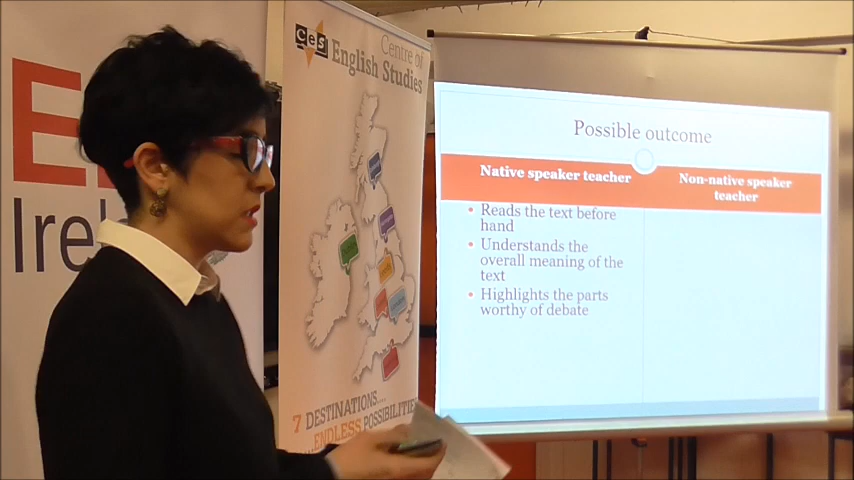 Irel
CES
Centre of
English Studies
7 DESTINATIONS...
...ENDLESS POSSIBILITIES
Possible outcome
Native speaker teacher
Non-native speaker
teacher
• Reads the text before
hand
• Understands the
overall meaning of the
text
• Highlights the parts
worthy of debate